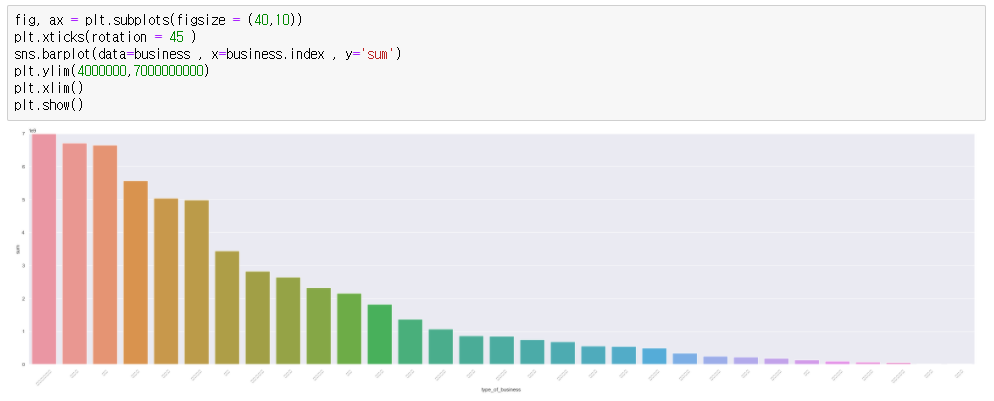 fig, ax = plt.subplots(figsize = (40,10))
plt.xticks(rotation = 45 )
sns.barplot(data=business , x=business.index , y='sum')
plt.ylim(4000000,7000000000)
plt.xlim()
plt.show()
1e9
7
6
5
4
3
2
1
0
sum
type_of_business